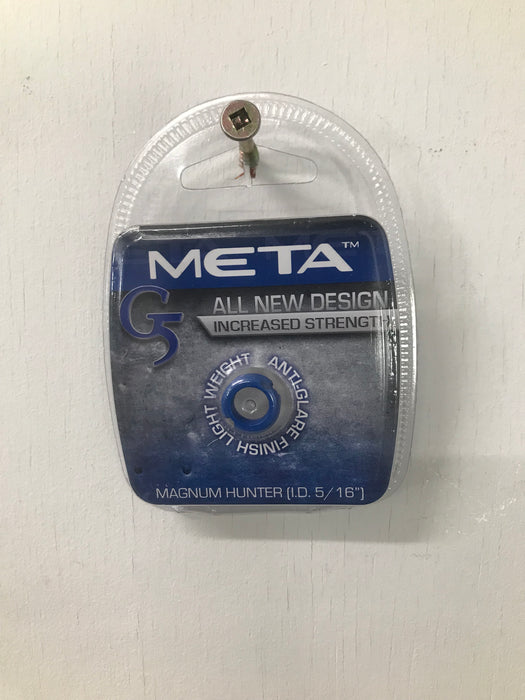 META™
G5
ALL NEW DESIGN
INCREASED STRENGTH
LIGHT WEIGHT
ANTI-GLARE FINISH
MAGNUM HUNTER (I.D. 5/16")